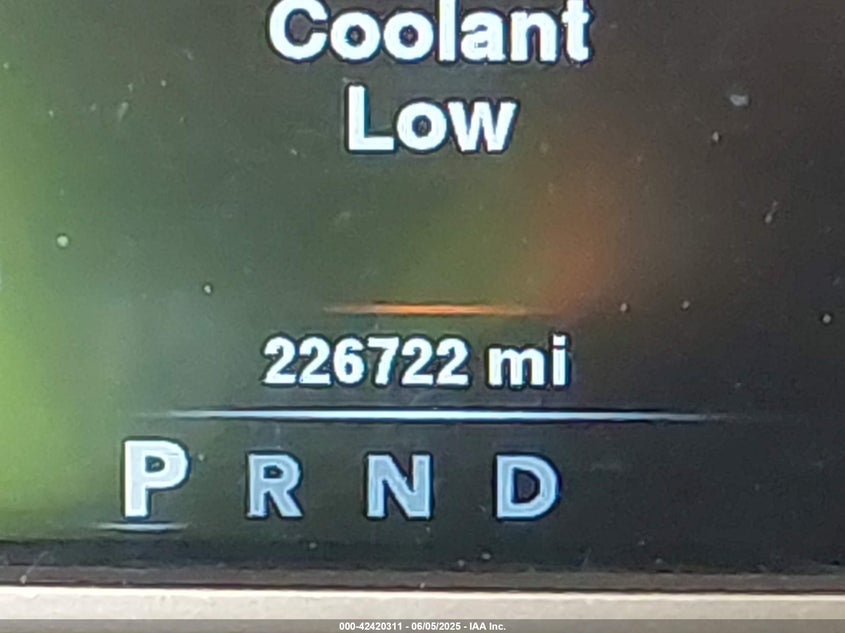 Coolant
Low
226722 mi
P R N D
000-42420311 - 06/05/2025 - IAA Inc.